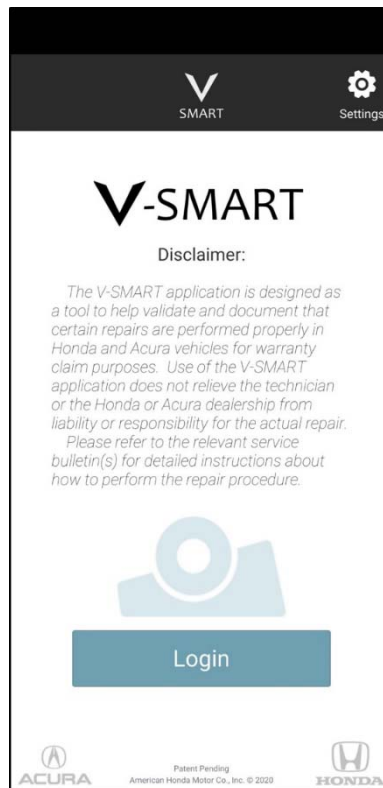 V
SMART
Settings
V-SMART
Disclaimer:
The V-SMART application is designed as
a tool to help validate and document that
certain repairs are performed properly in
Honda and Acura vehicles for warranty
claim purposes. Use of the V-SMART
application does not relieve the technician
or the Honda or Acura dealership from
liability or responsibility for the actual repair.
Please refer to the relevant service
bulletin(s) for detailed instructions about
how to perform the repair procedure.
Login
ACURA
Patent Pending
American Honda Motor Co., Inc. © 2020
HONDA